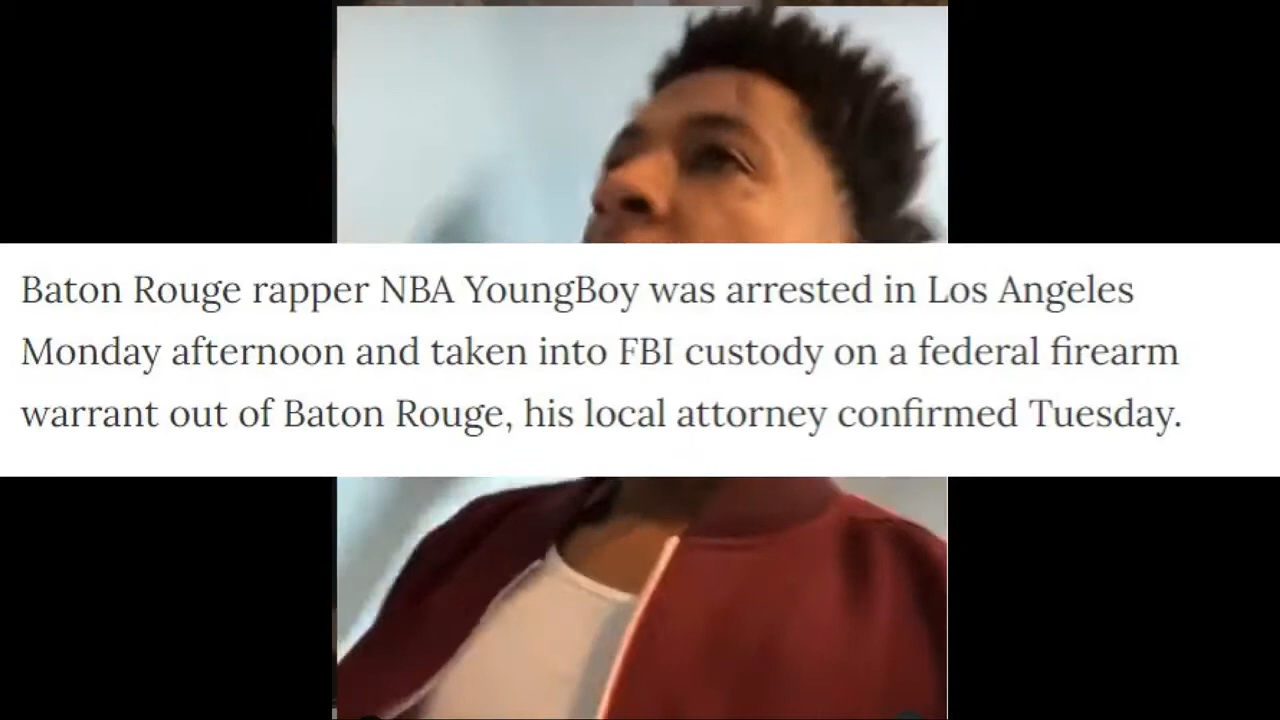 Baton Rouge rapper NBA YoungBoy was arrested in Los Angeles
Monday afternoon and taken into FBI custody on a federal firearm
warrant out of Baton Rouge, his local attorney confirmed Tuesday.